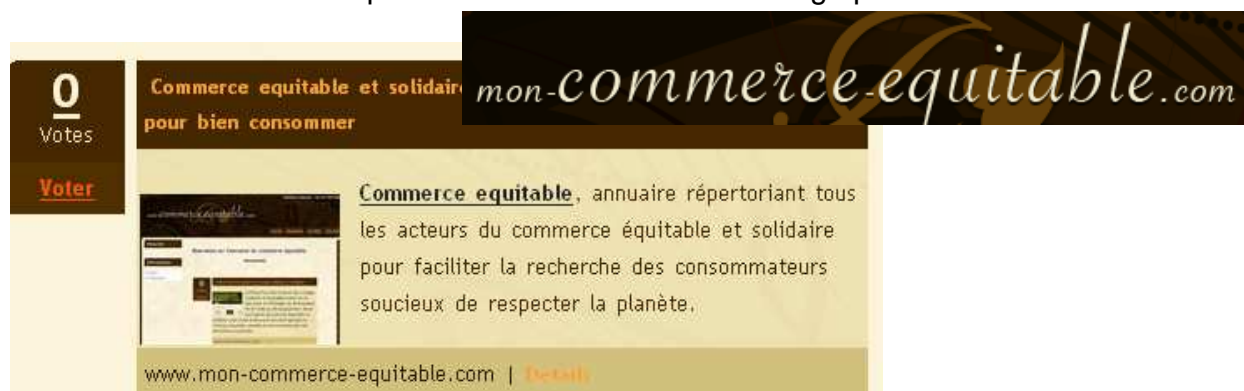 mon-commerce-equitable.com
0
Votes
Voter
Commerce equitable et solidaire
pour bien consommer
Commerce equitable, annuaire répertoriant tous
les acteurs du commerce équitable et solidaire
pour faciliter la recherche des consommateurs
soucieux de respecter la planète.
www.mon-commerce-equitable.com | Details